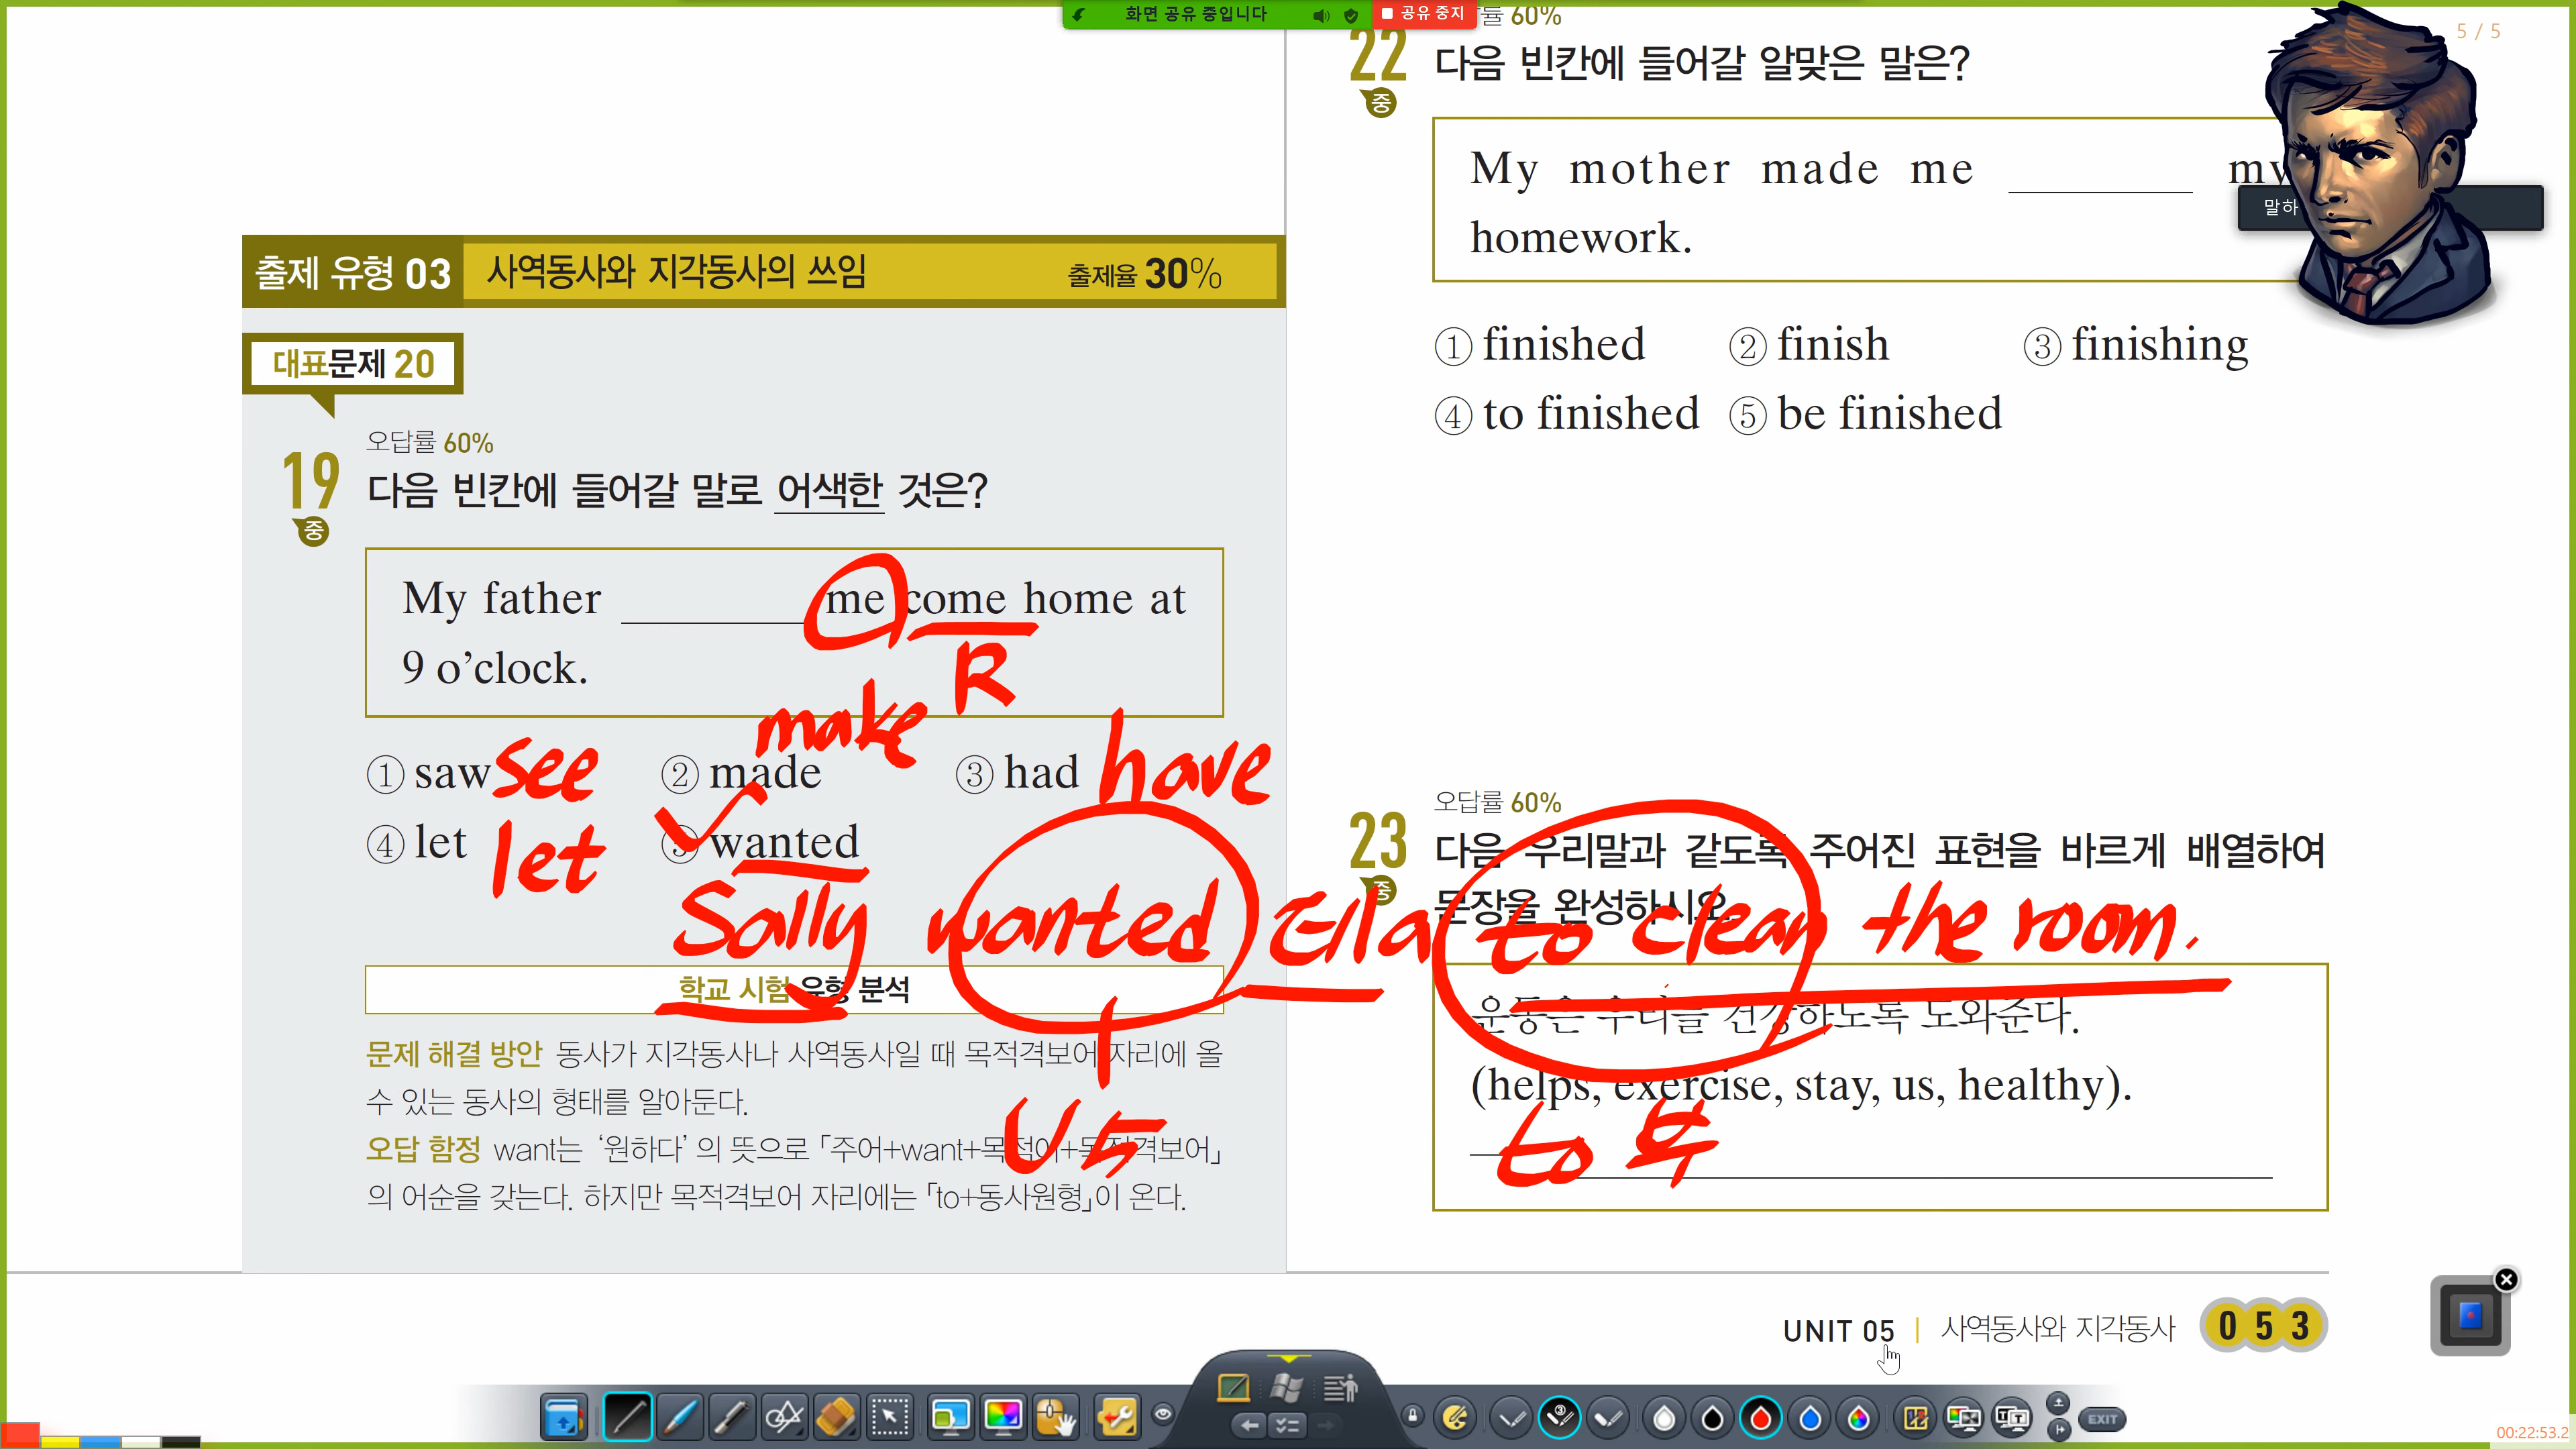 화면 공유 중입니다
공유 중지
5 / 5
출제 유형 03 사역동사와 지각동사의 쓰임 출제율 30%
대표문제 20
오답률 60%
19 다음 빈칸에 들어갈 말로 어색한 것은?
중
My father ________ me come home at
9 o'clock.
R
make
① saw see ② made ③ had have
④ let let ⑤ wanted
Sally wanted Ella to clean the room.
학교 시험 유형 분석
문제 해결 방안 동사가 지각동사나 사역동사일 때 목적격보어 자리에 올
수 있는 동사의 형태를 알아둔다.
오답 함정 want는 '원하다'의 뜻으로 「주어+want+목적어+목적격보어」
의 어순을 갖는다. 하지만 목적격보어 자리에는 「to+동사원형」이 온다.
60%
22 다음 빈칸에 들어갈 알맞은 말은?
중
My mother made me ________ my
homework.
말하
① finished ② finish ③ finishing
④ to finished ⑤ be finished
오답률 60%
23 다음 우리말과 같도록 주어진 표현을 바르게 배열하여
중 문장을 완성하시오.
운동은 우리를 건강하도록 도와준다.
(helps, exercise, stay, us, healthy).
to 부
UNIT 05 | 사역동사와 지각동사 053
EXIT
00:22:53.2